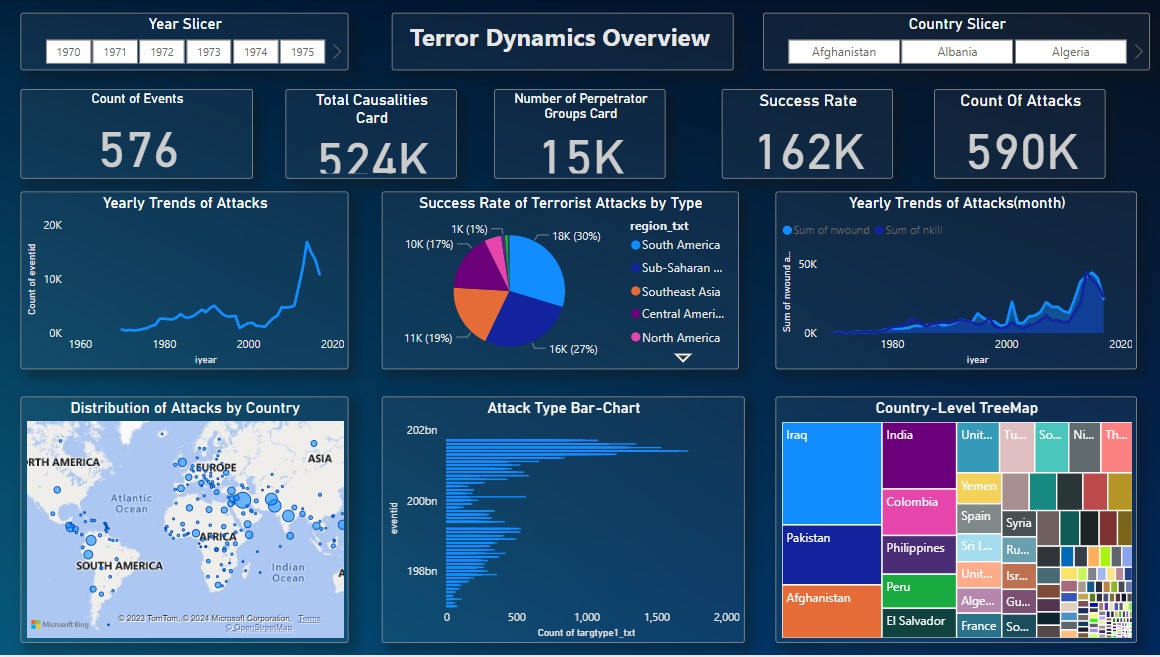 Year Slicer
1970 1971 1972 1973 1974 1975
Terror Dynamics Overview
Country Slicer
Afghanistan Albania Algeria
Count of Events
576
Total Causalities
Card
524K
Number of Perpetrator
Groups Card
15K
Success Rate
162K
Count Of Attacks
590K
Yearly Trends of Attacks
20K
10K
0K
Count of eventid
1960 1980 2000 2020
iyear
Success Rate of Terrorist Attacks by Type
1K (1%)
18K (30%)
10K (17%)
11K (19%)
16K (27%)
region_txt
South America
Sub-Saharan ...
Southeast Asia
Central Ameri...
North America
Yearly Trends of Attacks(month)
Sum of nwound Sum of nkill
Sum of nwound a...
50K
0K
1980 2000 2020
iyear
Distribution of Attacks by Country
RTH AMERICA
EUROPE
ASIA
Atlantic
Ocean
AFRICA
SOUTH AMERICA
Indian
Ocean
A
Microsoft Bing
© 2023 TomTom, © 2024 Microsoft Corporation, Terms
© OpenStreetMap
Attack Type Bar-Chart
202bn
200bn
198bn
eventid
0 500 1,000 1,500 2,000
Count of targtype1_txt
Country-Level TreeMap
Iraq
Pakistan
Afghanistan
India
Colombia
Philippines
Peru
El Salvador
Unit...
Tu...
So...
Ni...
Th...
Yemen
Spain
Sri L...
Unit...
Alge...
France
Syria
Ru...
Isr...
Gu...
So...